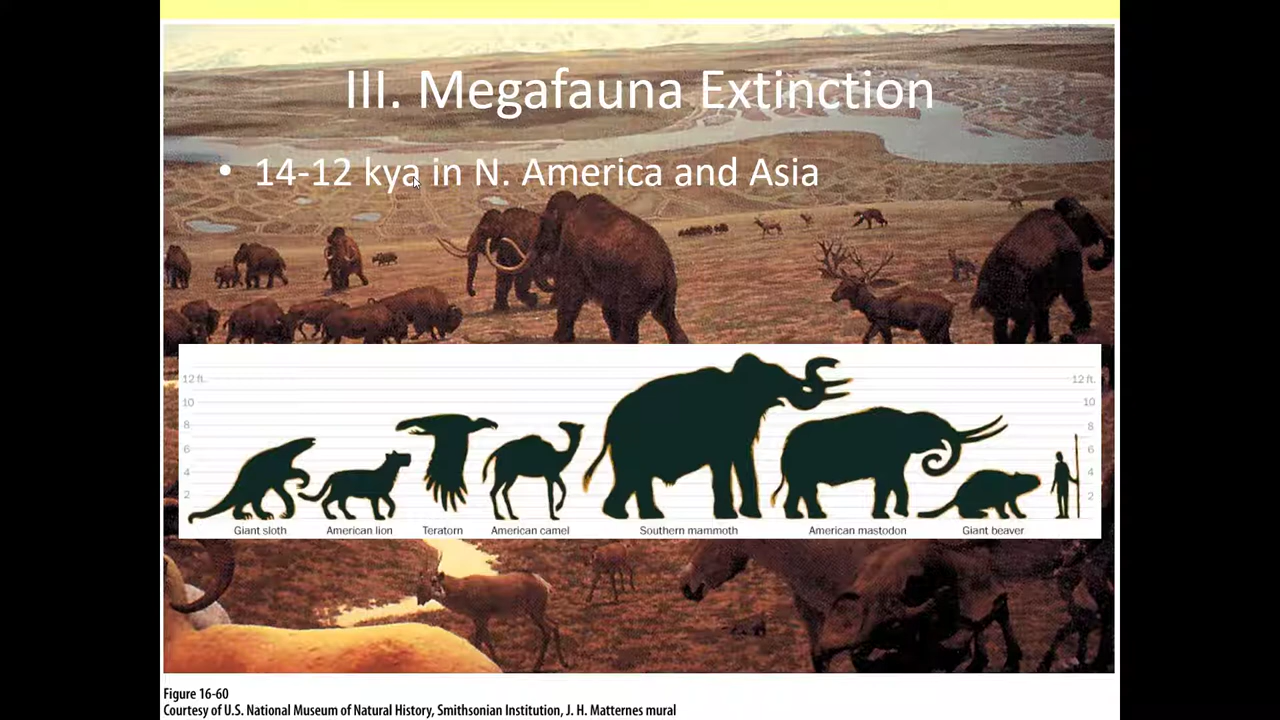 III. Megafauna Extinction
• 14-12 kya in N. America and Asia
12 ft. 12 ft.
10 10
8 8
6 6
4 4
2 2
Giant sloth American lion Teratorn American camel Southern mammoth American mastodon Giant beaver
Figure 16-60
Courtesy of U.S. National Museum of Natural History, Smithsonian Institution, J. H. Matternes mural